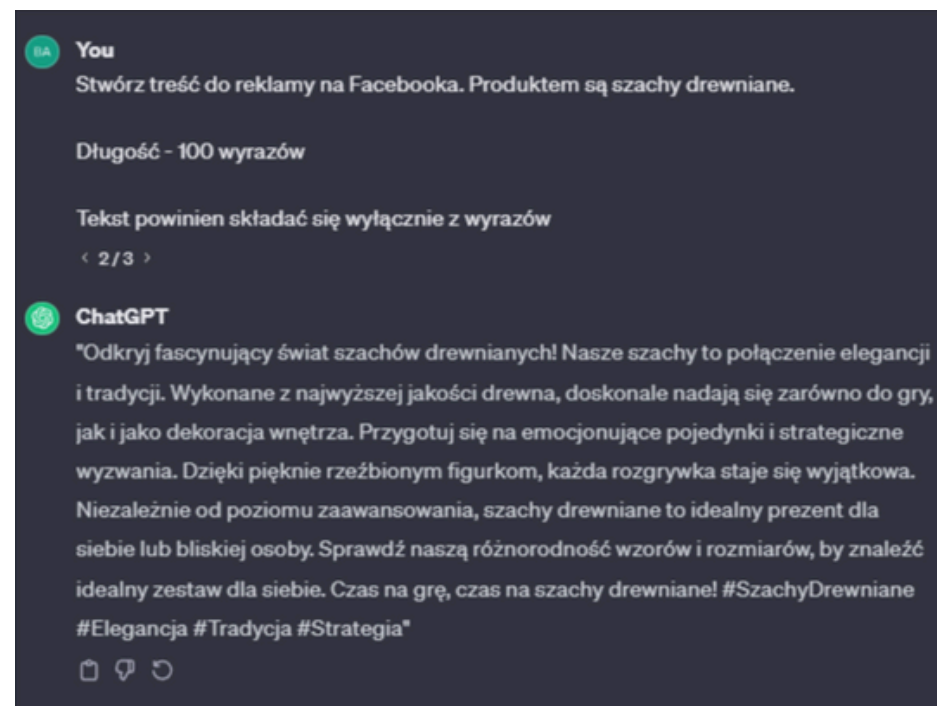 BA
You
Stwórz treść do reklamy na Facebooka. Produktem są szachy drewniane.
Długość - 100 wyrazów
Tekst powinien składać się wyłącznie z wyrazów
< 2/3 >
ChatGPT
"Odkryj fascynujący świat szachów drewnianych! Nasze szachy to połączenie elegancji
i tradycji. Wykonane z najwyższej jakości drewna, doskonale nadają się zarówno do gry,
jak i jako dekoracja wnętrza. Przygotuj się na emocjonujące pojedynki i strategiczne
wyzwania. Dzięki pięknie rzeźbionym figurkom, każda rozgrywka staje się wyjątkowa.
Niezależnie od poziomu zaawansowania, szachy drewniane to idealny prezent dla
siebie lub bliskiej osoby. Sprawdź naszą różnorodność wzorów i rozmiarów, by znaleźć
idealny zestaw dla siebie. Czas na grę, czas na szachy drewniane! #SzachyDrewniane
#Elegancja #Tradycja #Strategia"